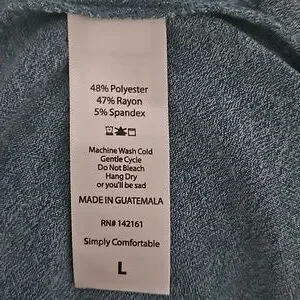 48% Polyester
47% Rayon
5% Spandex
Machine Wash Cold
Gentle Cycle
Do Not Bleach
Hang Dry
or you'll be sad
MADE IN GUATEMALA
RN# 142161
Simply Comfortable
L